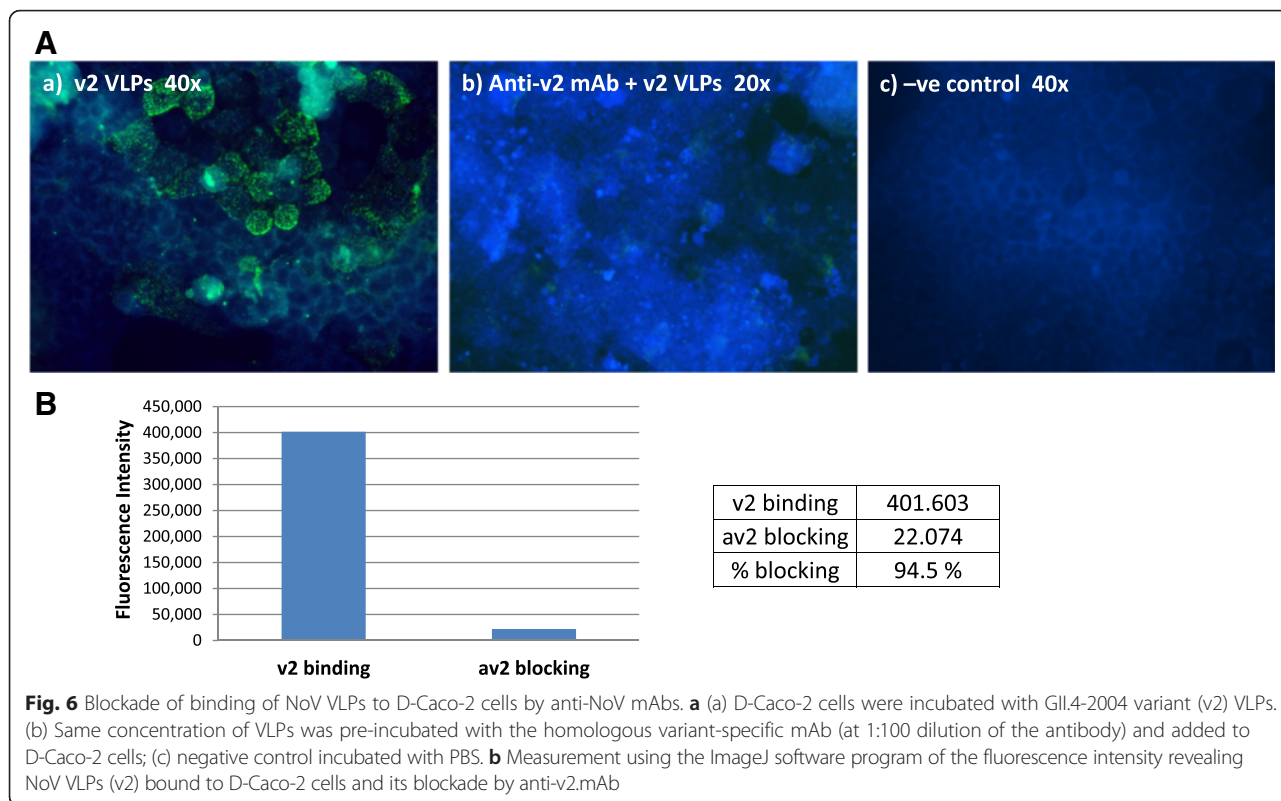 A
a) v2 VLPs 40x
b) Anti-v2 mAb + v2 VLPs 20x
c) –ve control 40x
B
Fluorescence Intensity
450,000
400,000
350,000
300,000
250,000
200,000
150,000
100,000
50,000
0
v2 binding
av2 blocking
v2 binding 401.603
av2 blocking 22.074
% blocking 94.5 %
Fig. 6 Blockade of binding of NoV VLPs to D-Caco-2 cells by anti-NoV mAbs. a (a) D-Caco-2 cells were incubated with GII.4-2004 variant (v2) VLPs.
(b) Same concentration of VLPs was pre-incubated with the homologous variant-specific mAb (at 1:100 dilution of the antibody) and added to
D-Caco-2 cells; (c) negative control incubated with PBS. b Measurement using the ImageJ software program of the fluorescence intensity revealing
NoV VLPs (v2) bound to D-Caco-2 cells and its blockade by anti-v2.mAb